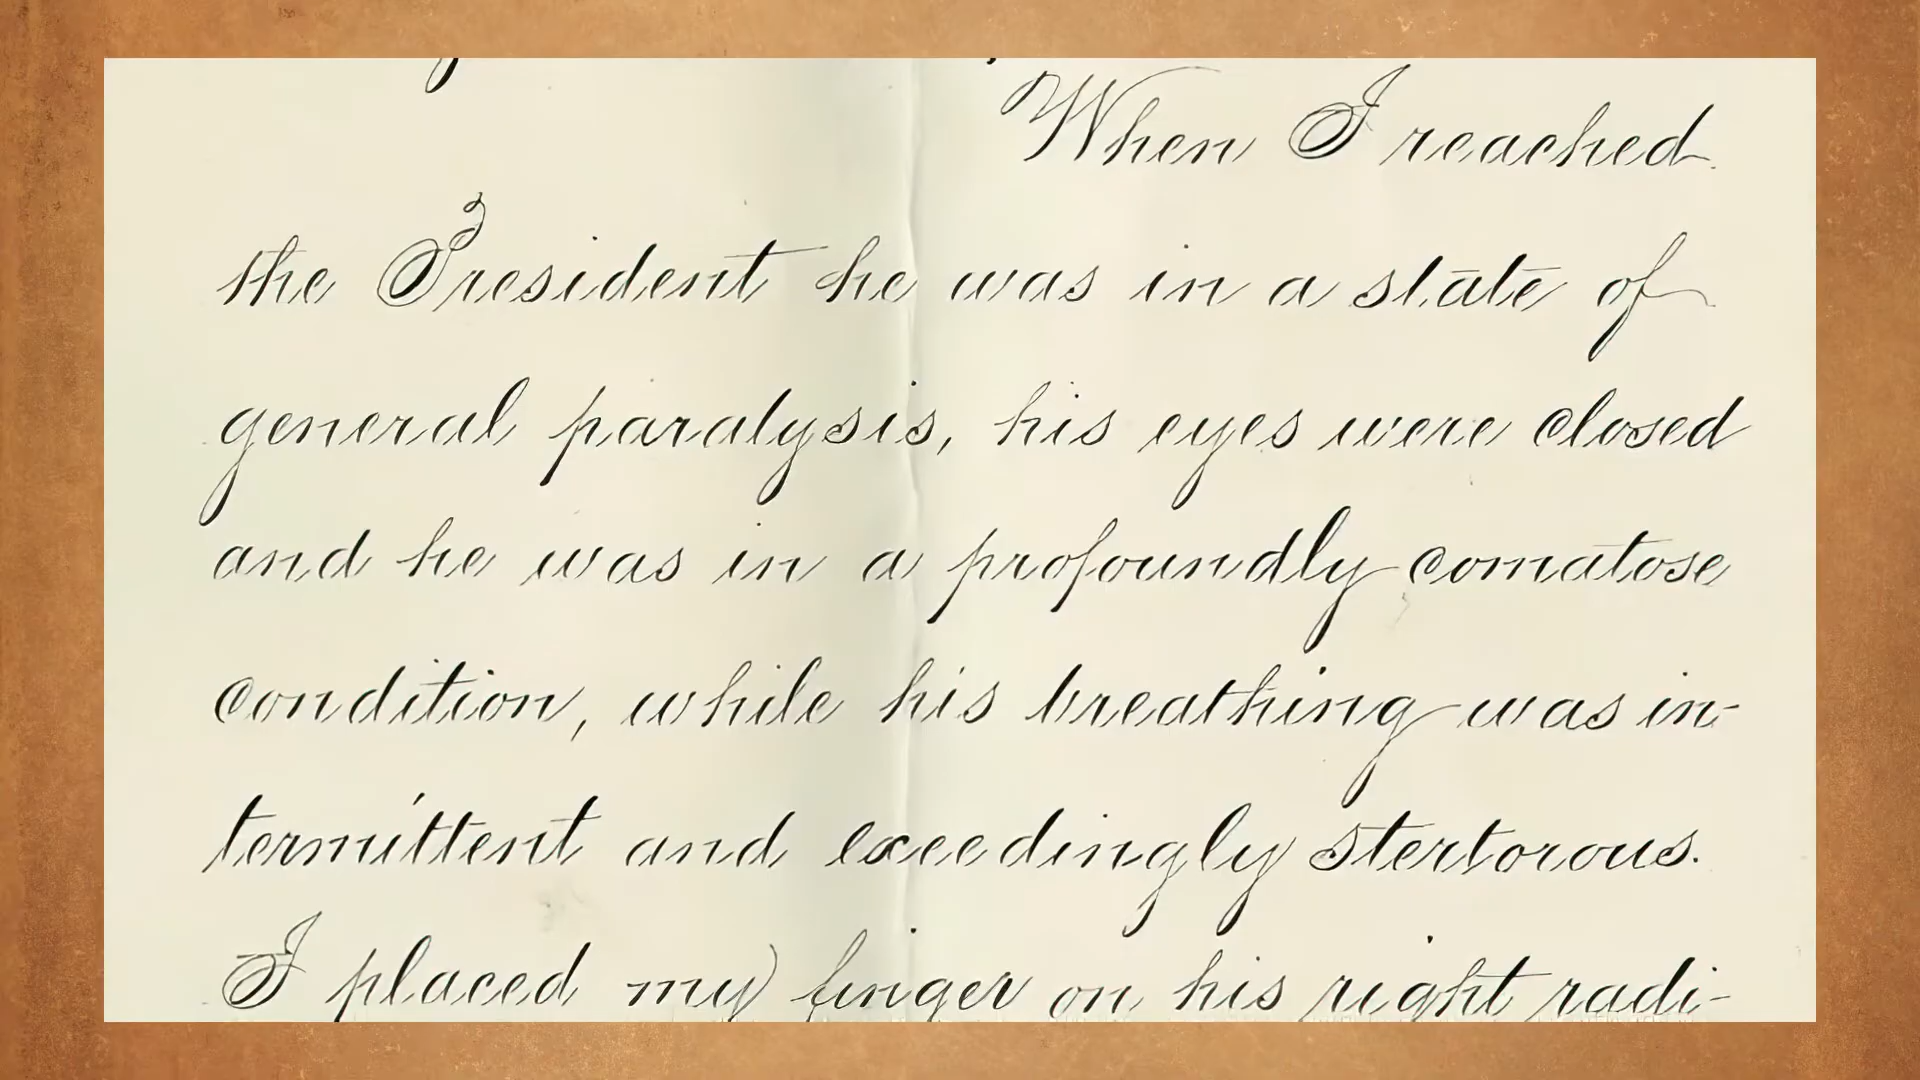 When I reached
the President he was in a state of
general paralysis, his eyes were closed
and he was in a profoundly comatose
condition, while his breathing was in-
termittent and exceedingly stertorous.
I placed my finger on his right radi-